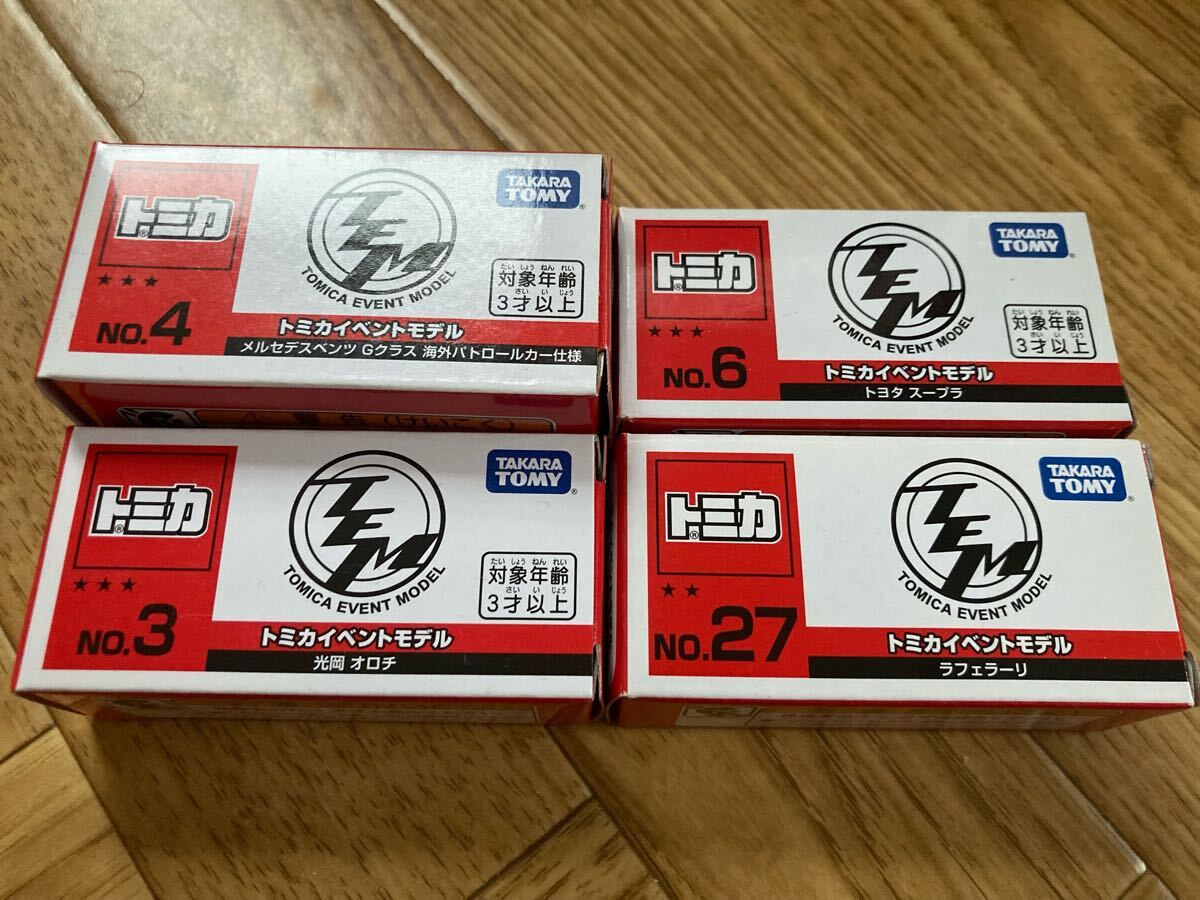 トミカ
NO.4
TEM
TOMICA EVENT MODEL
TAKARA
TOMY
たいしょうねんれい
対象年齢
さい いじょう
3才以上
トミカイベントモデル
メルセデスベンツ Gクラス 海外パトロールカー仕様
トミカ
NO.6
TEM
TOMICA EVENT MODEL
TAKARA
TOMY
たいしょうねんれい
対象年齢
さい いじょう
3才以上
トミカイベントモデル
トヨタ スープラ
トミカ
NO.3
TEM
TOMICA EVENT MODEL
TAKARA
TOMY
たいしょうねんれい
対象年齢
さい いじょう
3才以上
トミカイベントモデル
光岡 オロチ
トミカ
NO.27
TEM
TOMICA EVENT MODEL
TAKARA
TOMY
トミカイベントモデル
ラフェラーリ